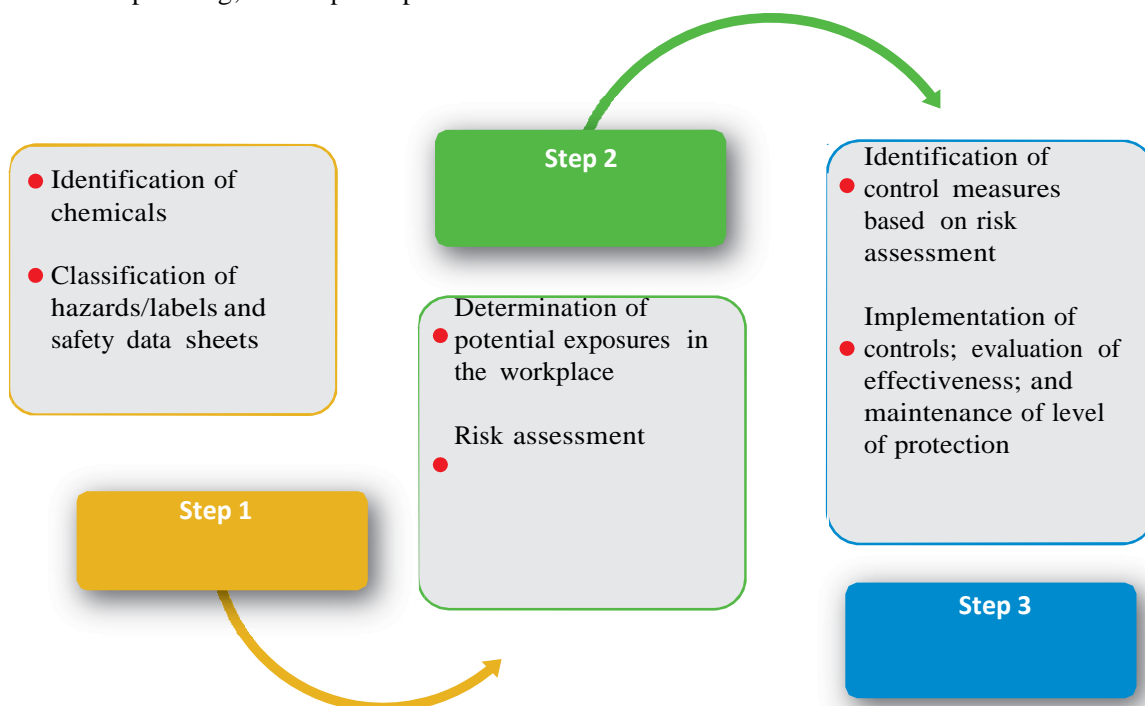 Step 1
Identification of
chemicals
Classification of
hazards/labels and
safety data sheets
Step 2
Determination of
potential exposures in
the workplace
Risk assessment
Identification of
control measures
based on risk
assessment
Implementation of
controls; evaluation of
effectiveness; and
maintenance of level
of protection
Step 3